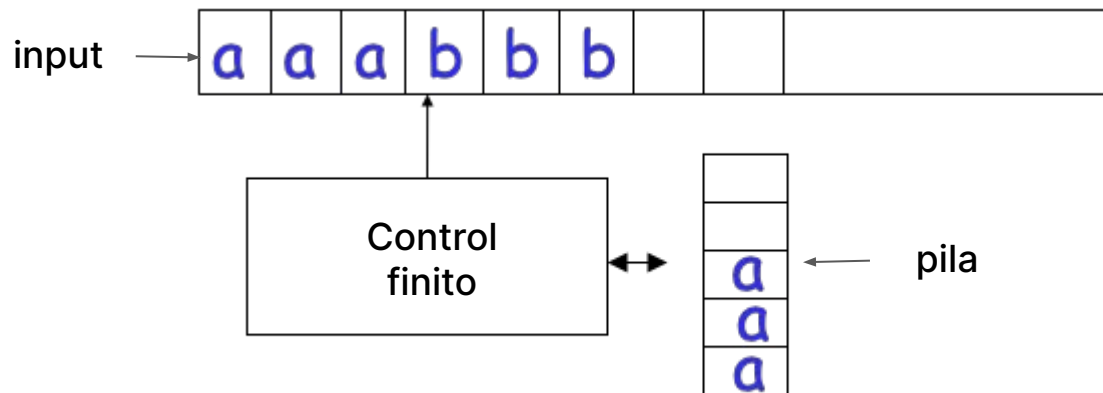 input
a a a b b b
Control
finito
pila
a
a
a